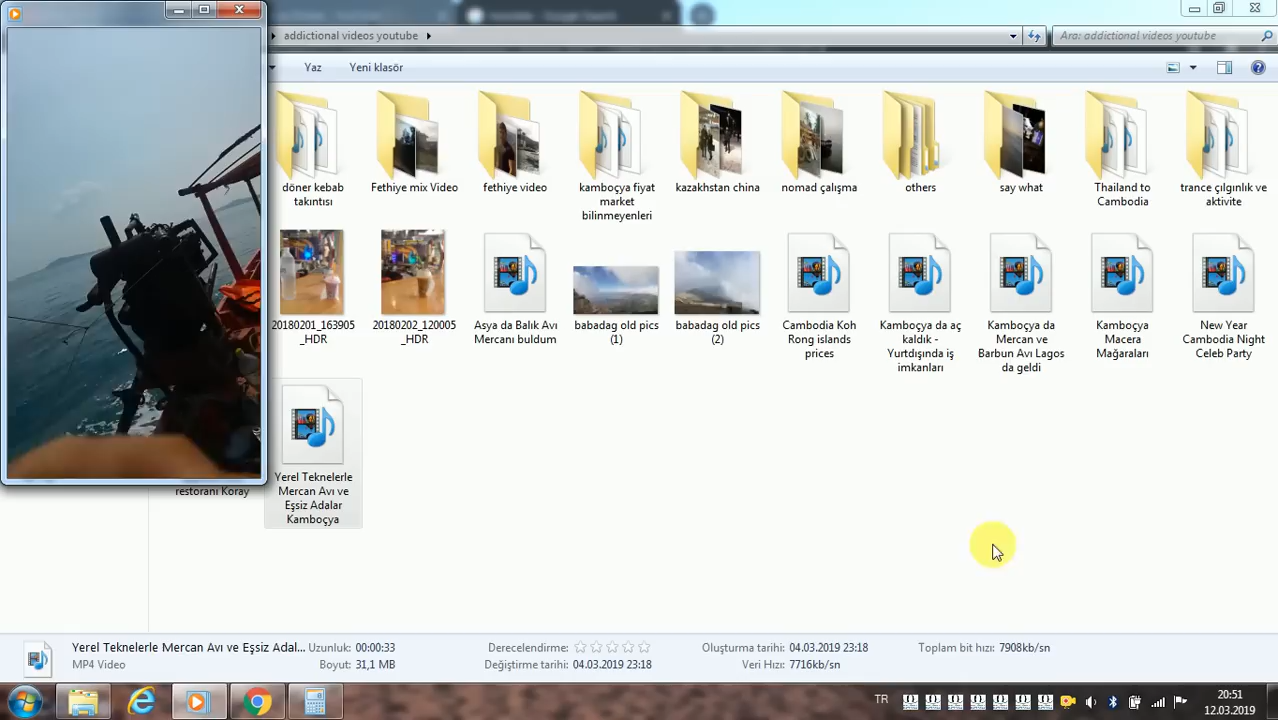 addictional videos youtube
Ara: addictional videos youtube
Yaz
Yeni klasör
döner kebab
takıntısı
Fethiye mix Video
fethiye video
kamboçya fiyat
market
bilinmeyenleri
kazakhstan china
nomad çalışma
others
say what
Thailand to
Cambodia
trance çılgınlık ve
aktivite
20180201_163905
_HDR
20180202_120005
_HDR
Asya da Balık Avı
Mercanı buldum
babadag old pics
(1)
babadag old pics
(2)
Cambodia Koh
Rong islands
prices
Kamboçya da aç
kaldık -
Yurtdışında iş
imkanları
Kamboçya da
Mercan ve
Barbun Avı Lagos
da geldi
Kamboçya
Macera
Mağaraları
New Year
Cambodia Night
Celeb Party
restoranı Koray
Yerel Teknelerle
Mercan Avı ve
Eşsiz Adalar
Kamboçya
Yerel Teknelerle Mercan Avı ve Eşsiz Adal... Uzunluk: 00:00:33
Derecelendirme:
Oluşturma tarihi: 04.03.2019 23:18
Toplam bit hızı: 7908kb/sn
MP4 Video
Boyut: 31,1 MB
Değiştirme tarihi: 04.03.2019 23:18
Veri Hızı: 7716kb/sn
TR
20:51
12.03.2019